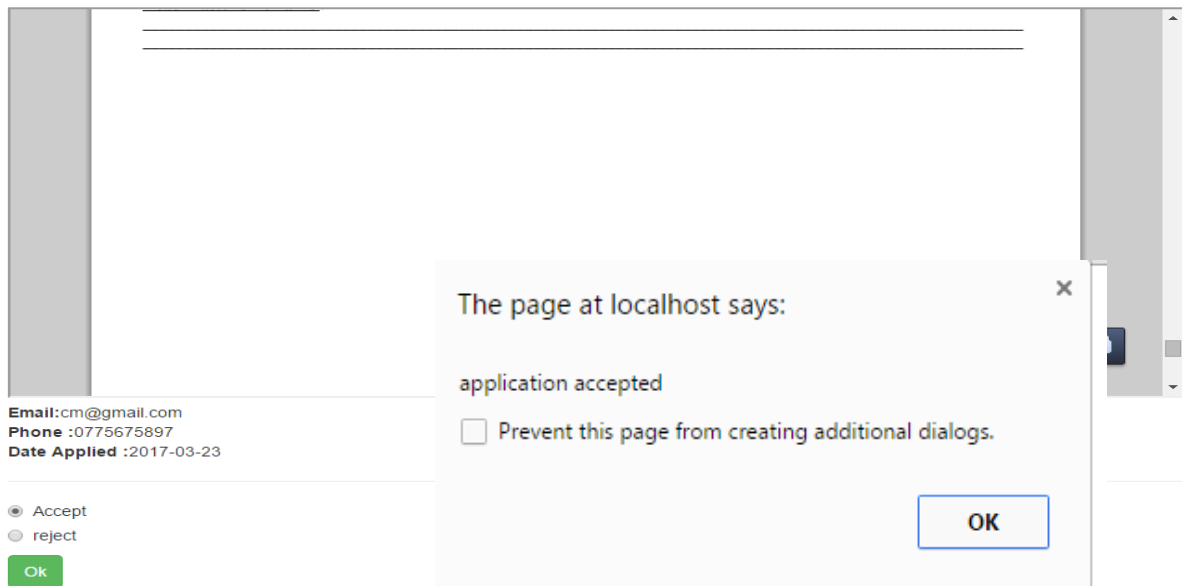 The page at localhost says:
application accepted
Prevent this page from creating additional dialogs.
OK
Email:cm@gmail.com
Phone :0775675897
Date Applied :2017-03-23
Accept
reject
Ok